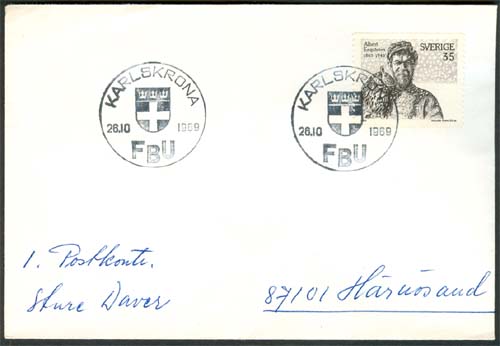 KARLSKRONA
26.10 1969
FBU
KARLSKRONA
26.10 1969
FBU
Albert
Engström
SVERIGE
35
1. Postkontr.
Sture Daver
87101 Härnösand